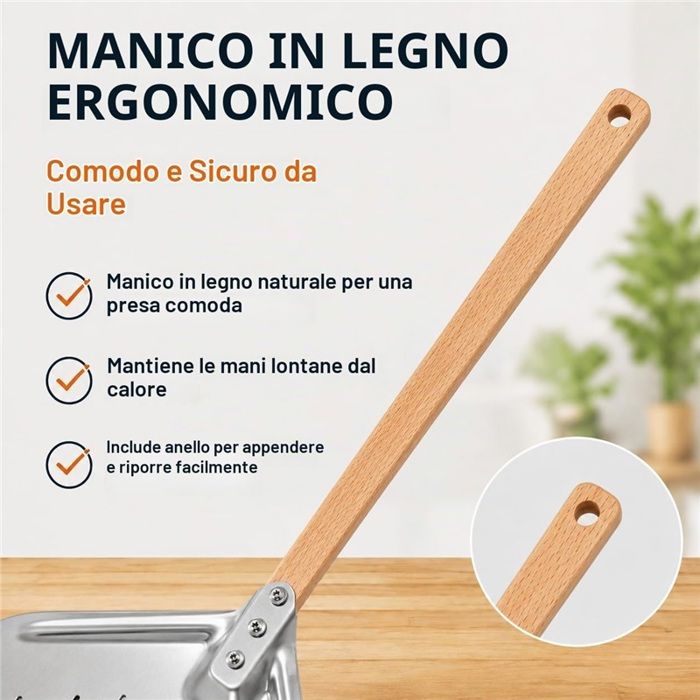 MANICO IN LEGNO
ERGONOMICO
Comodo e Sicuro da
Usare
Manico in legno naturale per una
presa comoda
Mantiene le mani lontane dal
calore
Include anello per appendere
e riporre facilmente